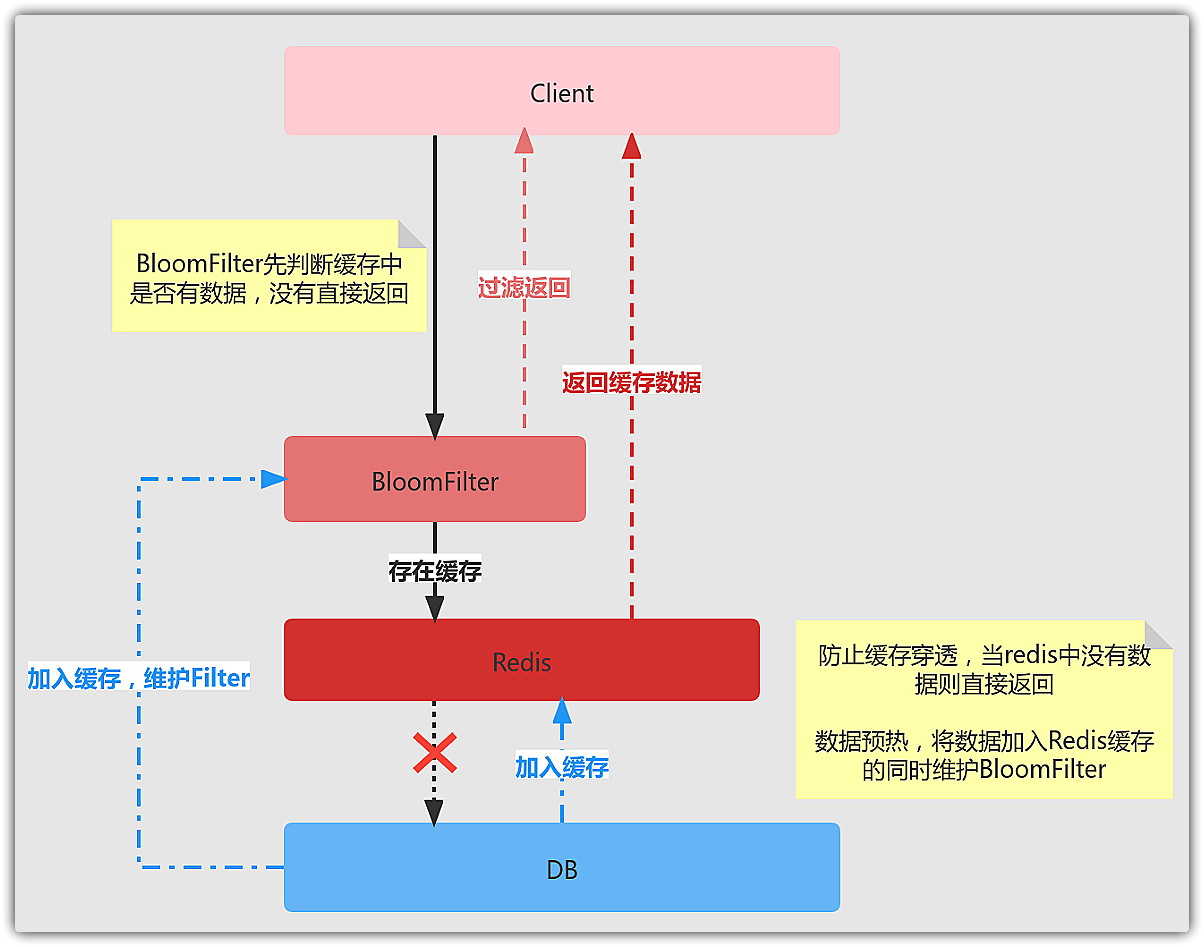 Client
BloomFilter先判断缓存中
是否有数据，没有直接返回
过滤返回
返回缓存数据
BloomFilter
存在缓存
Redis
加入缓存，维护Filter
防止缓存穿透，当redis中没有数
据则直接返回
数据预热，将数据加入Redis缓存
的同时维护BloomFilter
加入缓存
DB